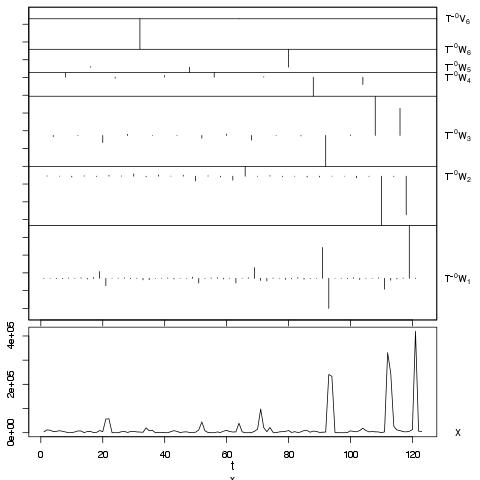 T⁻⁰V₆
T⁻⁰W₆
T⁻⁰W₅
T⁻⁰W₄
T⁻⁰W₃
T⁻⁰W₂
T⁻⁰W₁
4e+05
2e+05
0e+00
X
0 20 40 60 80 100 120
t
x